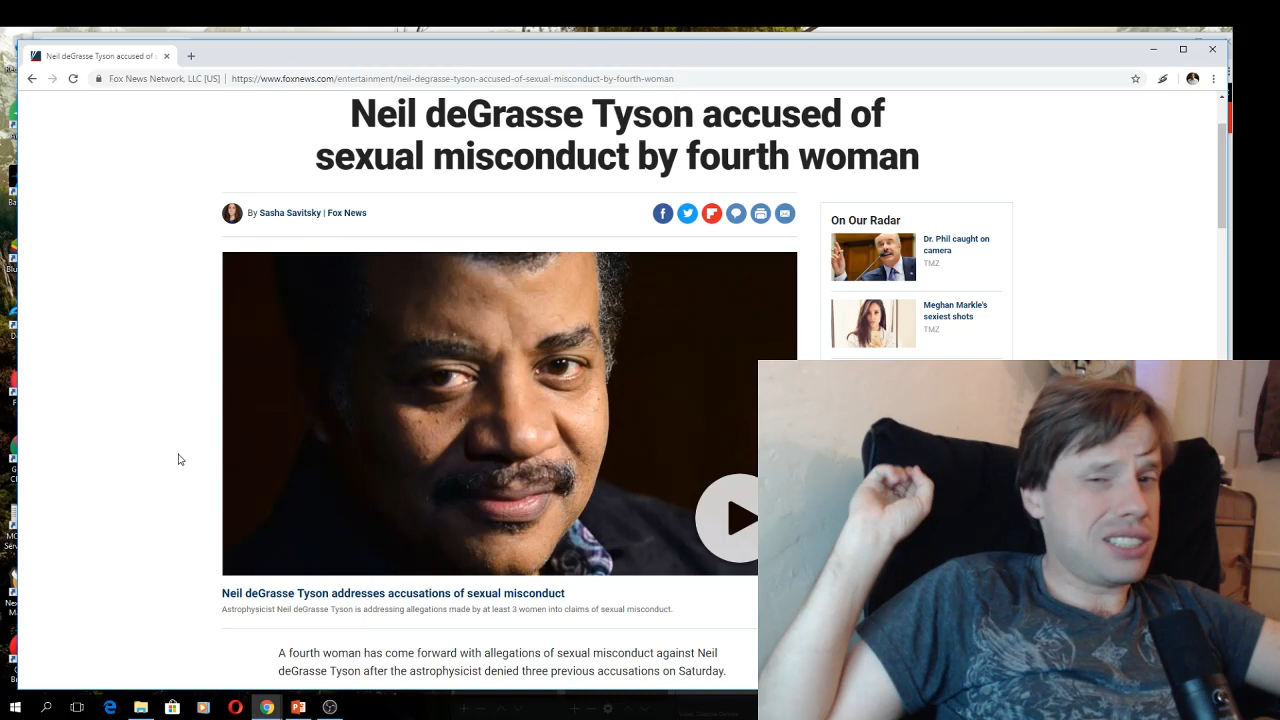 Neil deGrasse Tyson accused of s
Fox News Network, LLC [US] | https://www.foxnews.com/entertainment/neil-degrasse-tyson-accused-of-sexual-misconduct-by-fourth-woman
Neil deGrasse Tyson accused of
sexual misconduct by fourth woman
By Sasha Savitsky | Fox News
On Our Radar
Dr. Phil caught on
camera
TMZ
Meghan Markle's
sexiest shots
TMZ
Neil deGrasse Tyson addresses accusations of sexual misconduct
Astrophysicist Neil deGrasse Tyson is addressing allegations made by at least 3 women into claims of sexual misconduct.
A fourth woman has come forward with allegations of sexual misconduct against Neil
deGrasse Tyson after the astrophysicist denied three previous accusations on Saturday.